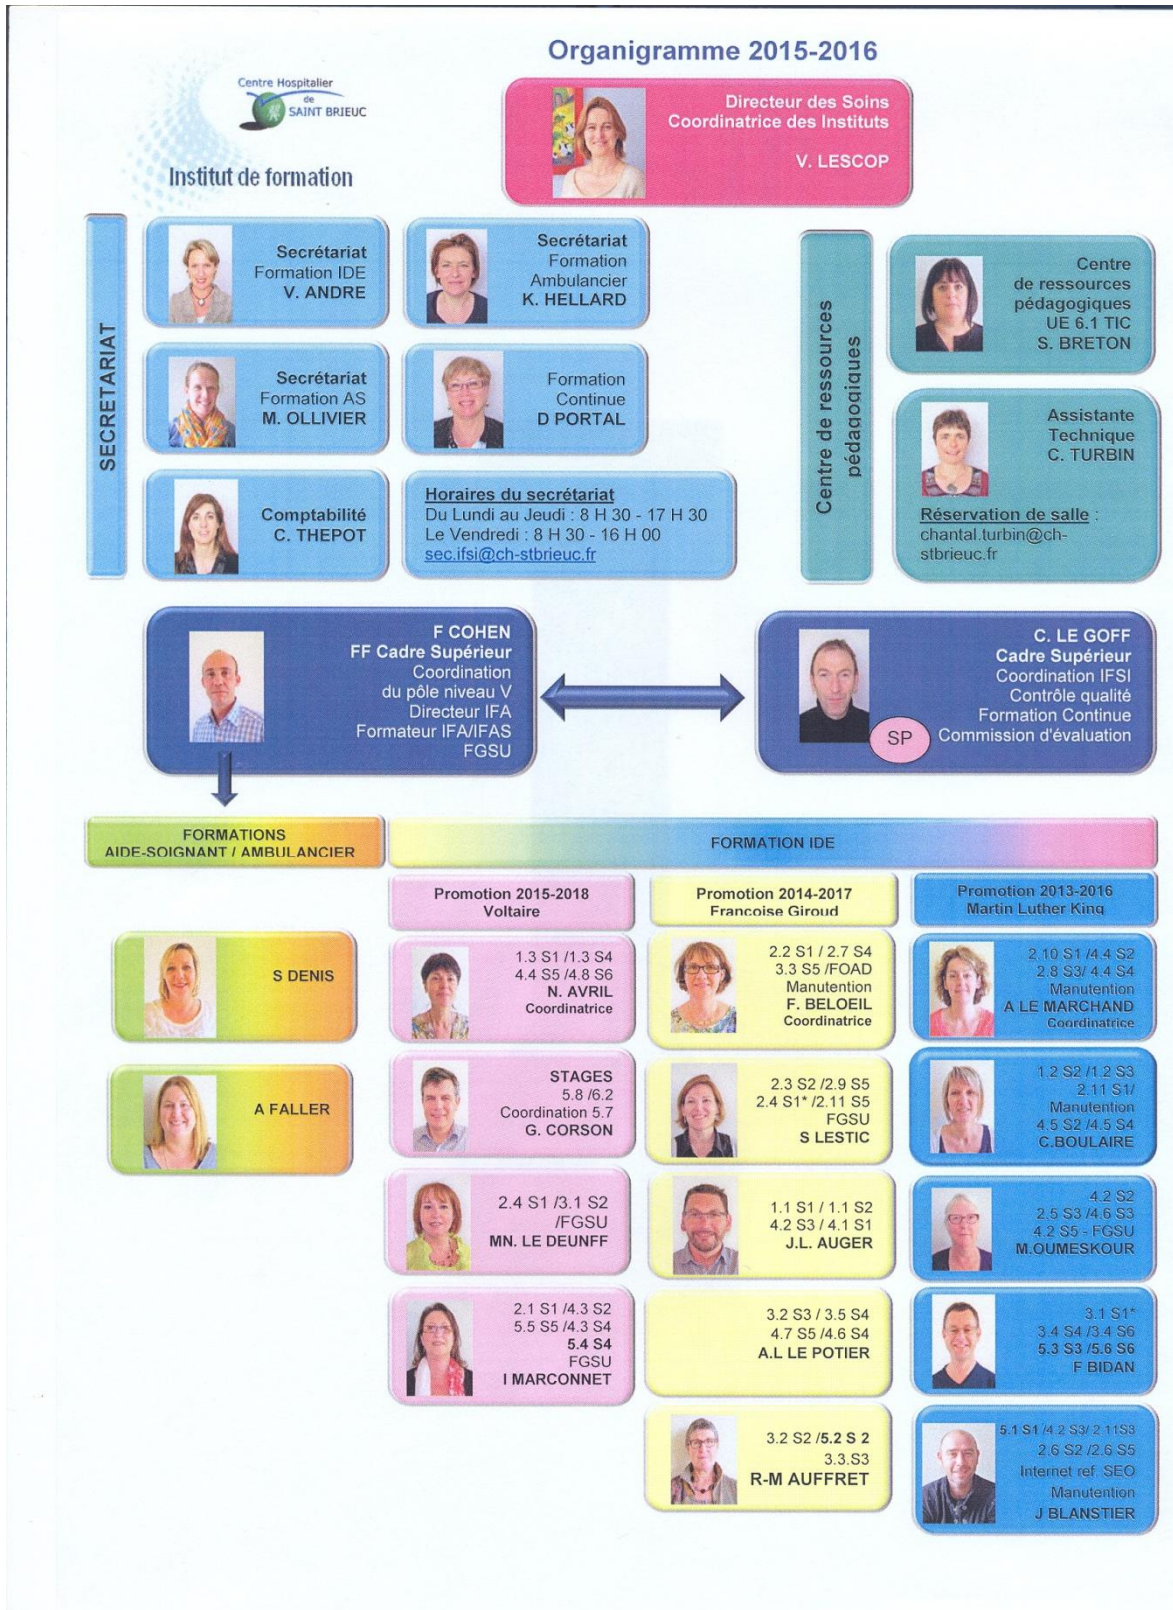 Organigramme 2015-2016
Centre Hospitalier
de
SAINT BRIEUC
Institut de formation
Directeur des Soins
Coordinatrice des Instituts
V. LESCOP
SECRETARIAT
Secrétariat
Formation IDE
V. ANDRE
Secrétariat
Formation
Ambulancier
K. HELLARD
Secrétariat
Formation AS
M. OLLIVIER
Formation
Continue
D PORTAL
Comptabilité
C. THEPOT
Horaires du secrétariat
Du Lundi au Jeudi : 8 H 30 - 17 H 30
Le Vendredi : 8 H 30 - 16 H 00
sec.ifsi@ch-stbrieuc.fr
Centre de ressources
pédagogiques
Centre
de ressources
pédagogiques
UE 6.1 TIC
S. BRETON
Assistante
Technique
C. TURBIN
Réservation de salle :
chantal.turbin@ch-
stbrieuc.fr
F COHEN
FF Cadre Supérieur
Coordination
du pôle niveau V
Directeur IFA
Formateur IFA/IFAS
FGSU
C. LE GOFF
Cadre Supérieur
Coordination IFSI
Contrôle qualité
Formation Continue
Commission d'évaluation
SP
FORMATIONS
AIDE-SOIGNANT / AMBULANCIER
S DENIS
A FALLER
FORMATION IDE
Promotion 2015-2018
Voltaire
1.3 S1 /1.3 S4
4.4 S5 /4.8 S6
N. AVRIL
Coordinatrice
STAGES
5.8 /6.2
Coordination 5.7
G. CORSON
2.4 S1 /3.1 S2
/FGSU
MN. LE DEUNFF
2.1 S1 /4.3 S2
5.5 S5 /4.3 S4
5.4 S4
FGSU
I MARCONNET
Promotion 2014-2017
Francoise Giroud
2.2 S1 / 2.7 S4
3.3 S5 /FOAD
Manutention
F. BELOEIL
Coordinatrice
2.3 S2 /2.9 S5
2.4 S1* /2.11 S5
FGSU
S LESTIC
1.1 S1 / 1.1 S2
4.2 S3 / 4.1 S1
J.L. AUGER
3.2 S3 / 3.5 S4
4.7 S5 /4.6 S4
A.L LE POTIER
3.2 S2 /5.2 S 2
3.3.S3
R-M AUFFRET
Promotion 2013-2016
Martin Luther King
2.10 S1 /4.4 S2
2.8 S3/ 4.4 S4
Manutention
A LE MARCHAND
Coordinatrice
1.2 S2 /1.2 S3
2.11 S1/
Manutention
4.5 S2 /4.5 S4
C.BOULAIRE
4.2 S2
2.5 S3 /4.6 S3
4.2 S5 - FGSU
M.OUMESKOUR
3.1 S1*
3.4 S4 /3.4 S6
5.3 S3 /5.6 S6
F BIDAN
5.1 S1 /4.2 S3/ 2.11S3
2.6 S2 /2.6 S5
Internet ref. SEO
Manutention
J BLANSTIER